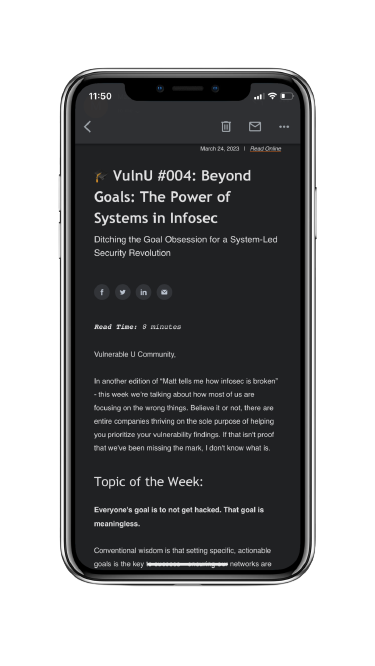 11:50
March 24, 2023 | Read Online
VulnU #004: Beyond
Goals: The Power of
Systems in Infosec
Ditching the Goal Obsession for a System-Led
Security Revolution
Read Time: 9 minutes
Vulnerable U Community,
In another edition of "Matt tells me how infosec is broken"
- this week we're talking about how most of us are
focusing on the wrong things. Believe it or not, there are
entire companies thriving on the sole purpose of helping
you prioritize your vulnerability findings. If that isn't proof
that we've been missing the mark, I don't know what is.
Topic of the Week:
Everyone's goal is to not get hacked. That goal is
meaningless.
Conventional wisdom is that setting specific, actionable
goals is the key to success - ensuring our networks are